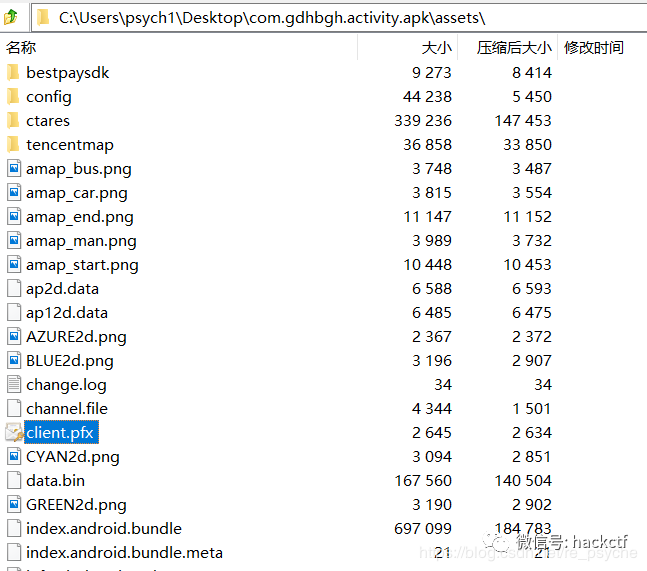 C:\Users\psych1\Desktop\com.gdhbgh.activity.apk\assets\
名称 大小 压缩后大小 修改时间
bestpaysdk 9 273 8 414
config 44 238 5 450
ctares 339 236 147 453
tencentmap 36 858 33 850
amap_bus.png 3 748 3 487
amap_car.png 3 815 3 554
amap_end.png 11 147 11 152
amap_man.png 3 989 3 732
amap_start.png 10 448 10 453
ap2d.data 6 588 6 593
ap12d.data 6 485 6 475
AZURE2d.png 2 367 2 372
BLUE2d.png 3 196 2 907
change.log 34 34
channel.file 4 344 1 501
client.pfx 2 645 2 634
CYAN2d.png 3 094 2 851
data.bin 167 560 140 504
GREEN2d.png 3 190 2 902
index.android.bundle 697 099 184 783
微信号: hackctf
index.android.bundle.meta 21 21